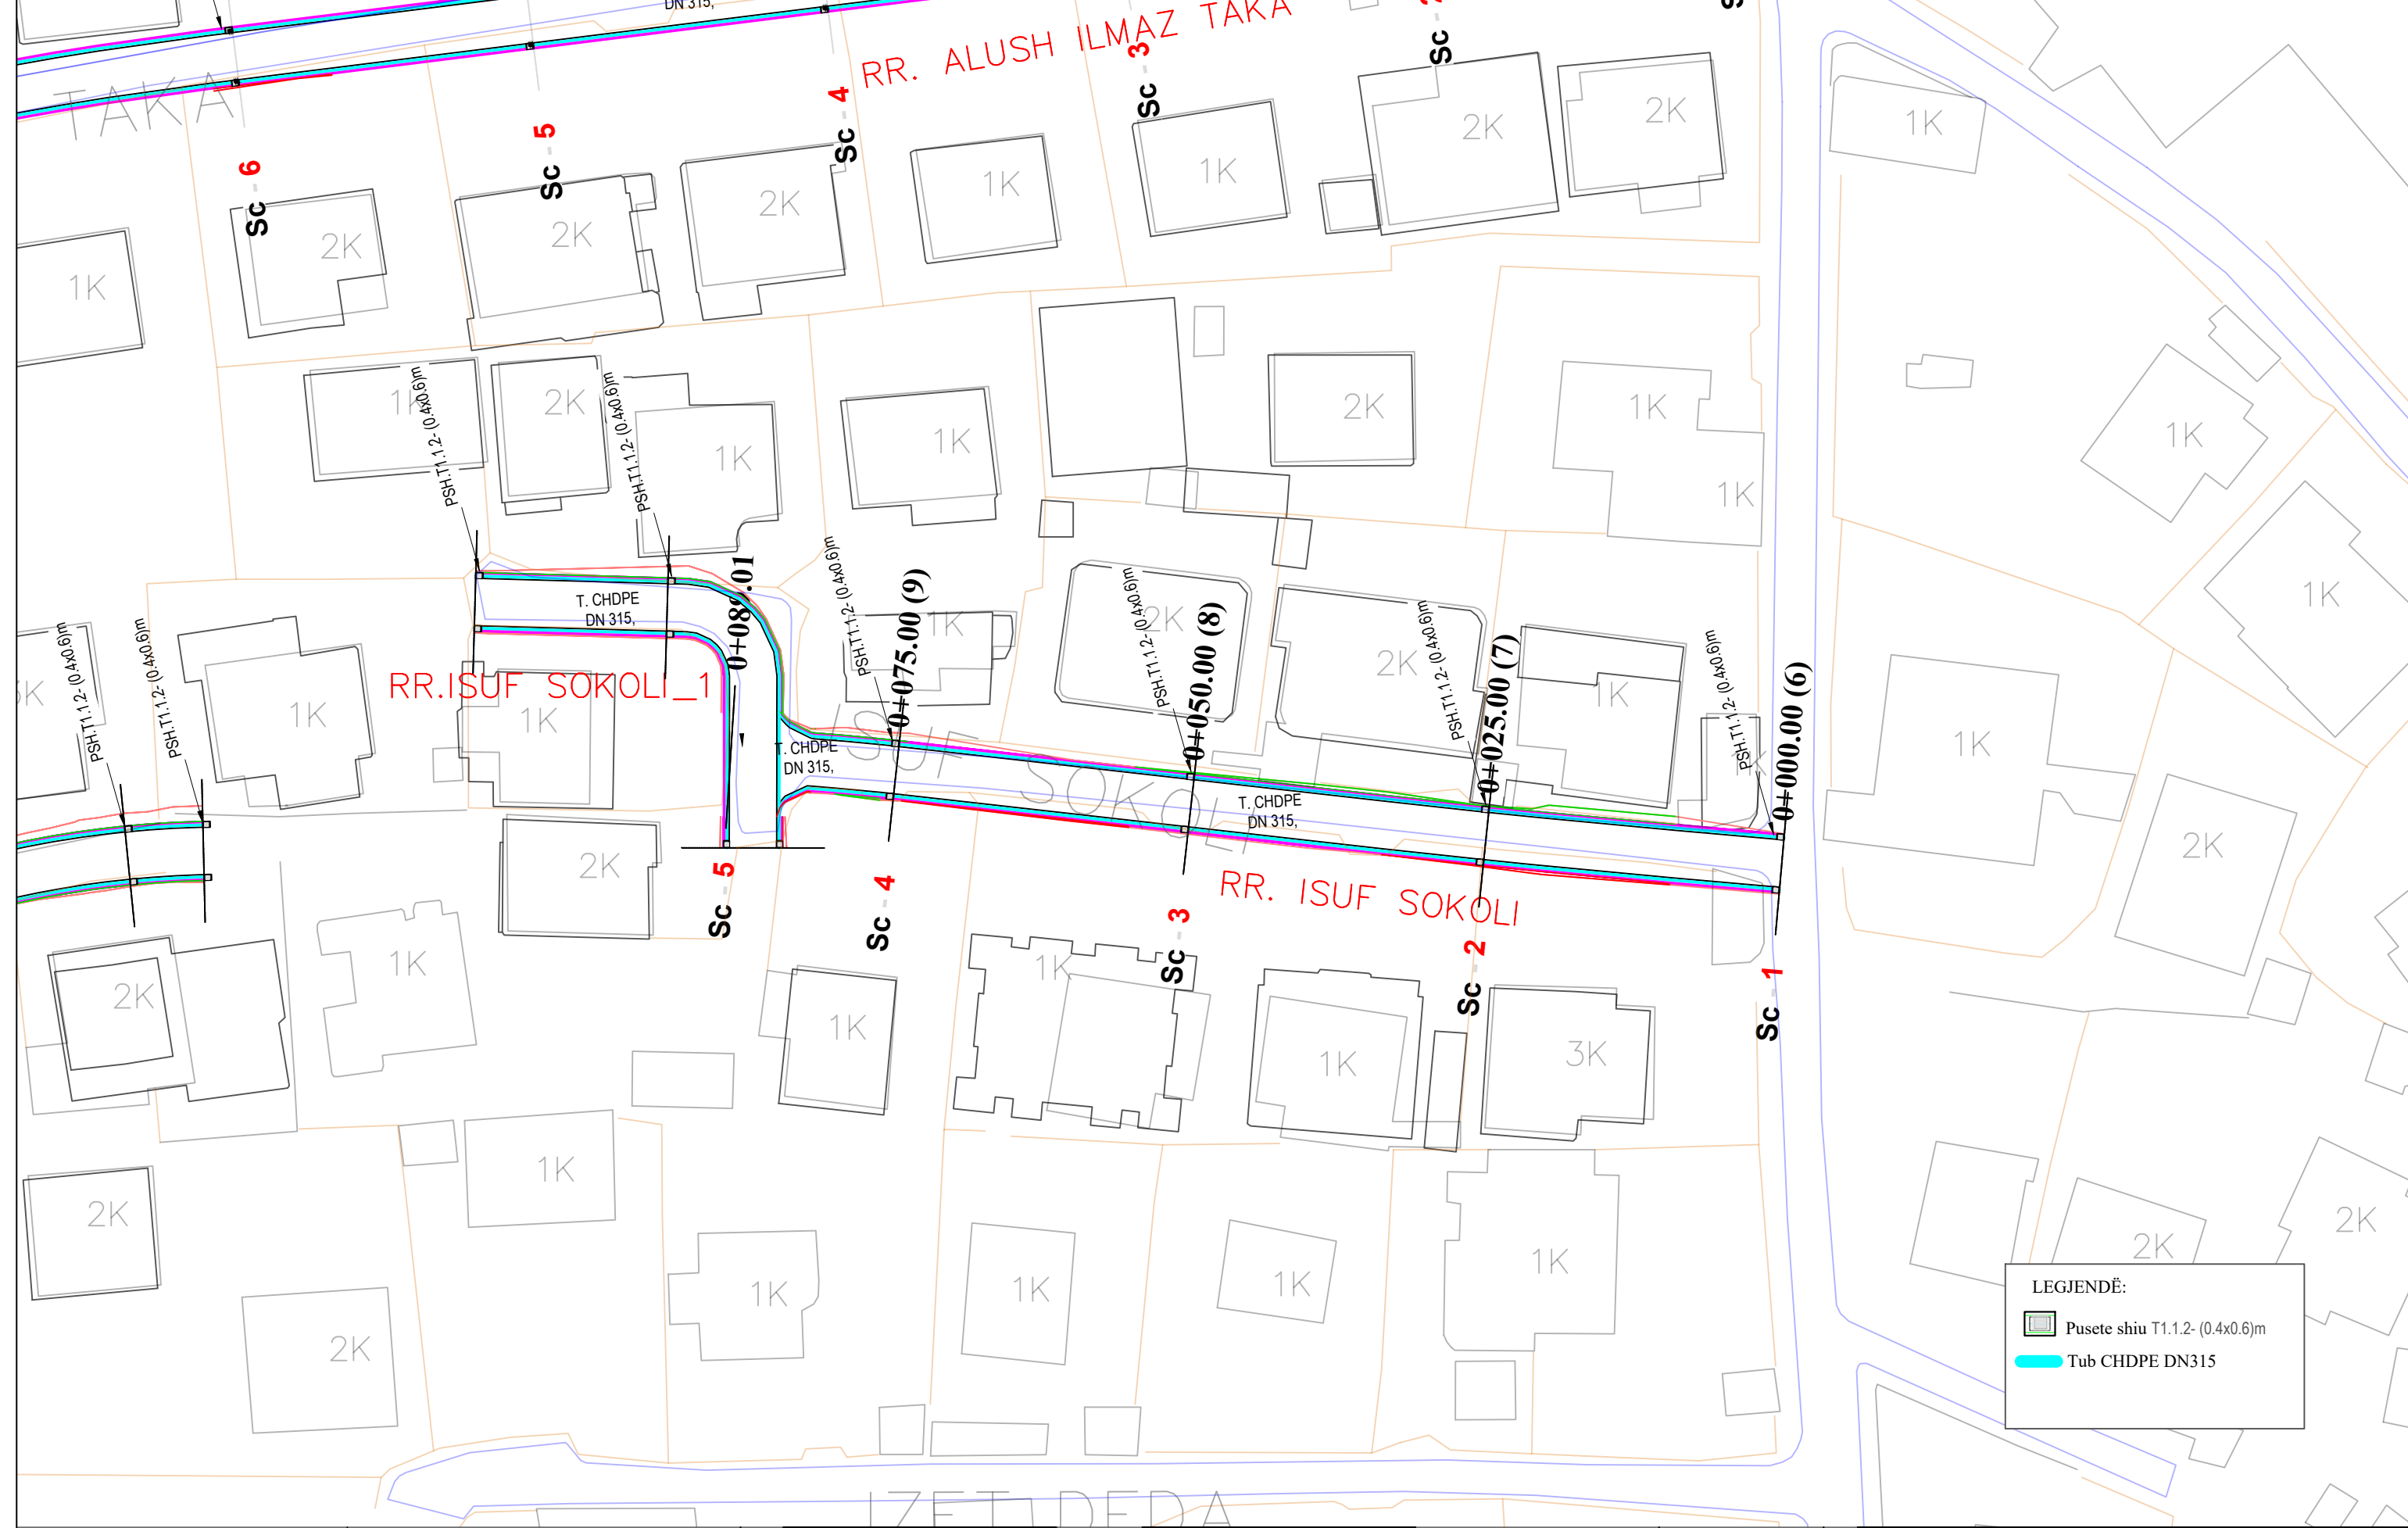 DN 315,
TAKA
RR. ALUSH ILMAZ TAKA
Sc 6
Sc 5
Sc 4
Sc 3
1K
2K
2K
2K
1K
1K
2K
2K
1K
2K
1K
1K
2K
1K
1K
1K
PSH.T1.1.2- (0.4x0.6)m
PSH.T1.1.2- (0.4x0.6)m
PSH.T1.1.2- (0.4x0.6)m
PSH.T1.1.2- (0.4x0.6)m
PSH.T1.1.2- (0.4x0.6)m
PSH.T1.1.2- (0.4x0.6)m
PSH.T1.1.2- (0.4x0.6)m
PSH.T1.1.2- (0.4x0.6)m
T. CHDPE
DN 315,
0+075.00 (9)
0+050.00 (8)
0+025.00 (7)
0+000.00 (6)
1K
2K
2K
1K
1K
1K
1K
1K
RR.ISUF SOKOLI_1
T. CHDPE
DN 315,
ISUF SOKOLI
T. CHDPE
DN 315,
RR. ISUF SOKOLI
Sc 5
Sc 4
Sc 3
Sc 2
Sc 1
2K
2K
2K
1K
1K
1K
1K
3K
2K
1K
1K
1K
1K
1K
2K
2K
2K
LEGJENDË:
Pusete shiu T1.1.2- (0.4x0.6)m
Tub CHDPE DN315
IZET DEDA